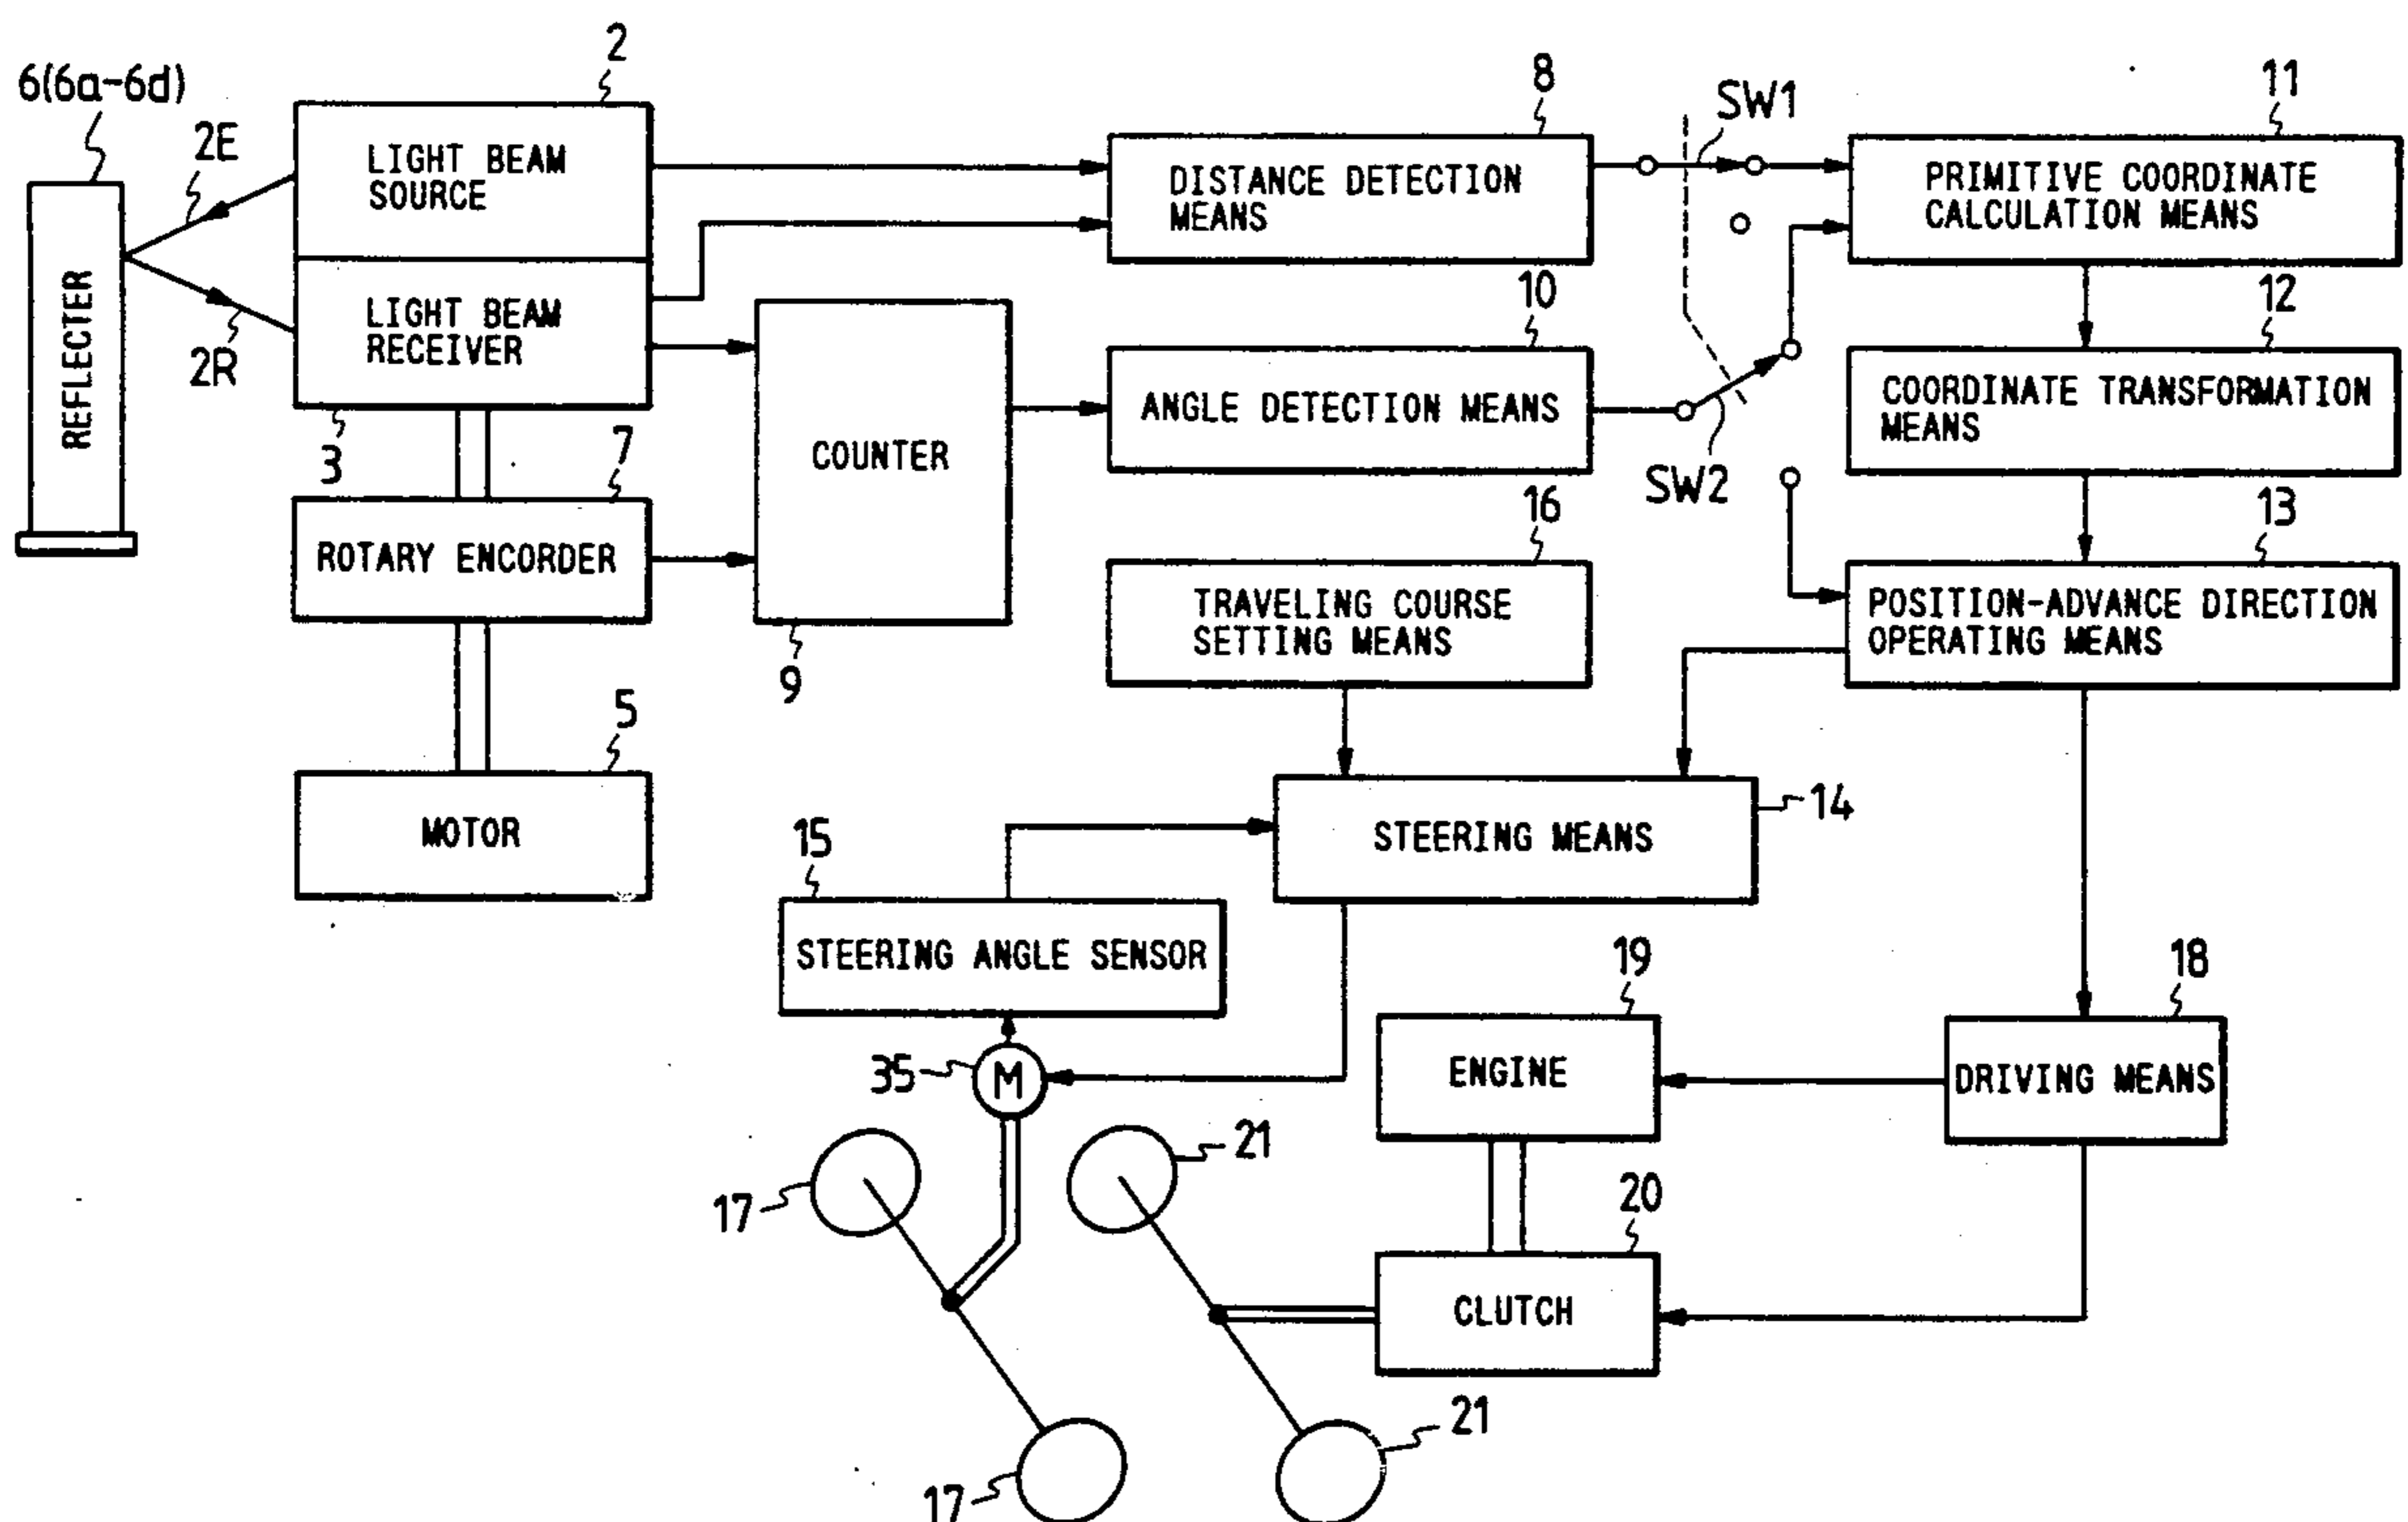 6(6a-6d)
2
2E
LIGHT BEAM
SOURCE
8
DISTANCE DETECTION
MEANS
SW1
11
PRIMITIVE COORDINATE
CALCULATION MEANS
REFLECTER
2R
LIGHT BEAM
RECEIVER
3
COUNTER
9
10
ANGLE DETECTION MEANS
SW2
12
COORDINATE TRANSFORMATION
MEANS
7
ROTARY ENCORDER
16
TRAVELING COURSE
SETTING MEANS
13
POSITION-ADVANCE DIRECTION
OPERATING MEANS
5
MOTOR
15
STEERING ANGLE SENSOR
STEERING MEANS
14
35
M
19
ENGINE
18
DRIVING MEANS
17
21
20
CLUTCH
17
21